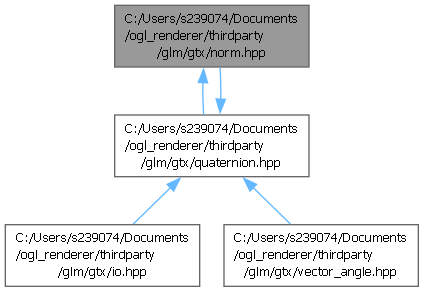 C:/Users/s239074/Documents
/ogl_renderer/thirdparty
/glm/gtx/norm.hpp
C:/Users/s239074/Documents
/ogl_renderer/thirdparty
/glm/gtx/quaternion.hpp
C:/Users/s239074/Documents
/ogl_renderer/thirdparty
/glm/gtx/io.hpp
C:/Users/s239074/Documents
/ogl_renderer/thirdparty
/glm/gtx/vector_angle.hpp